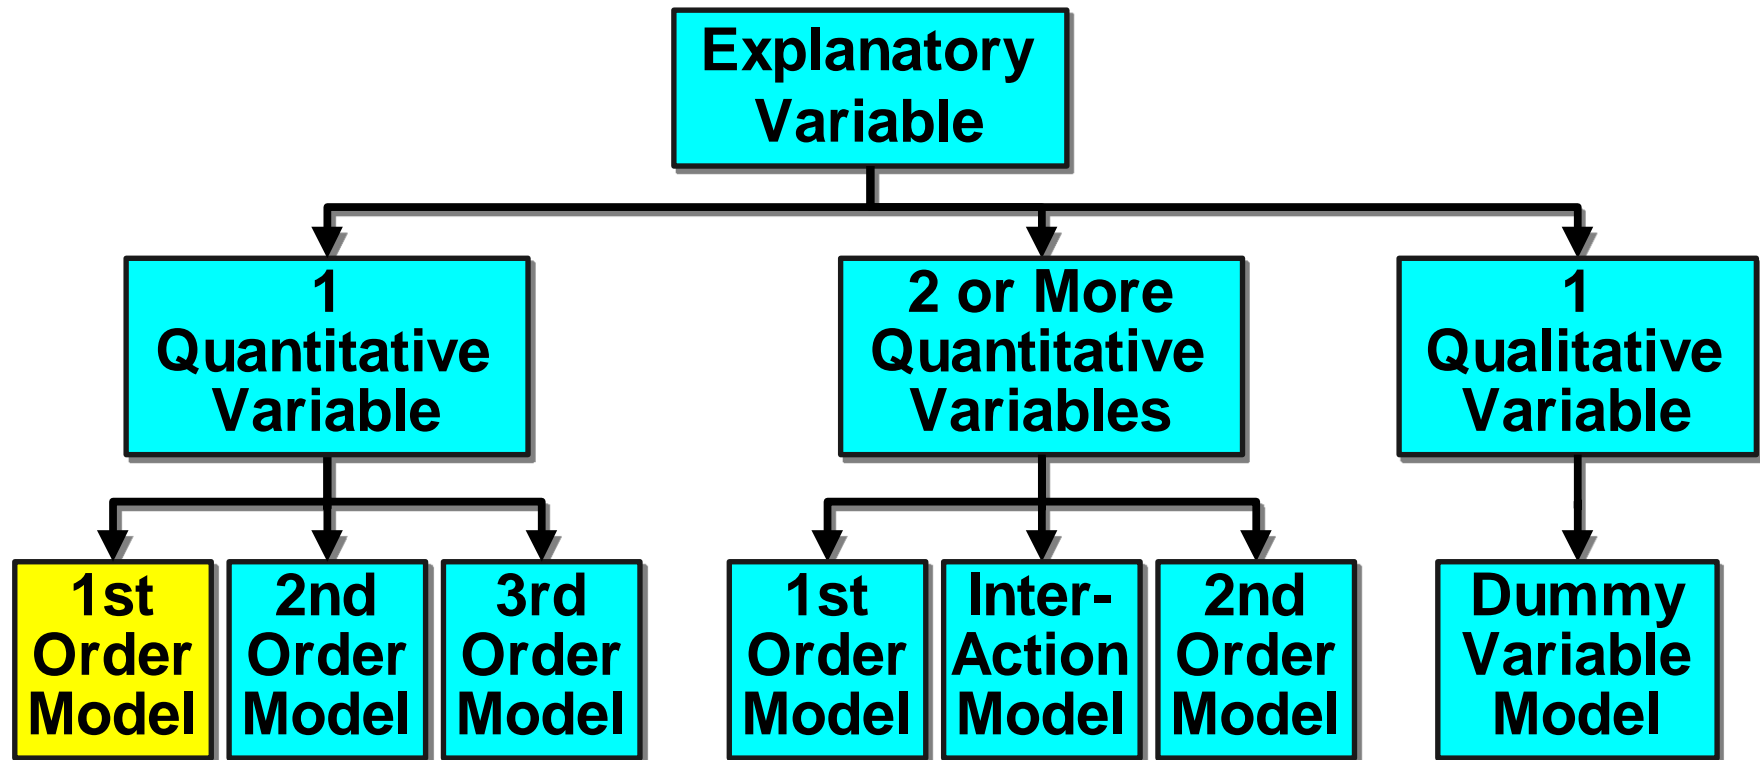 Explanatory
Variable
1
Quantitative
Variable
2 or More
Quantitative
Variables
1
Qualitative
Variable
1st
Order
Model
2nd
Order
Model
3rd
Order
Model
1st
Order
Model
Inter-
Action
Model
2nd
Order
Model
Dummy
Variable
Model